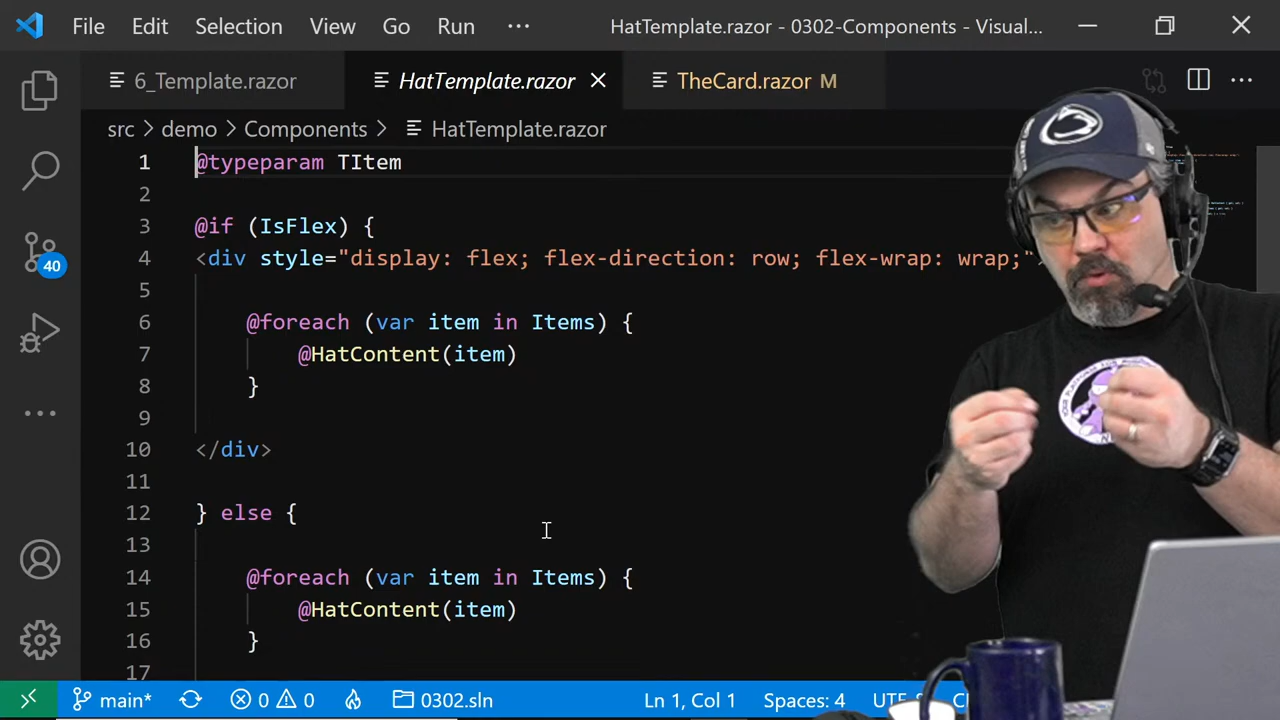 File Edit Selection View Go Run ··· HatTemplate.razor - 0302-Components - Visual...
6_Template.razor HatTemplate.razor TheCard.razor M
src > demo > Components > HatTemplate.razor
1 @typeparam TItem
2
3 @if (IsFlex) {
4 <div style="display: flex; flex-direction: row; flex-wrap: wrap;">
5
6 @foreach (var item in Items) {
7 @HatContent(item)
8 }
9
10 </div>
11
12 } else {
13
14 @foreach (var item in Items) {
15 @HatContent(item)
16 }
17
40
main* 0 0 0302.sln Ln 1, Col 1 Spaces: 4